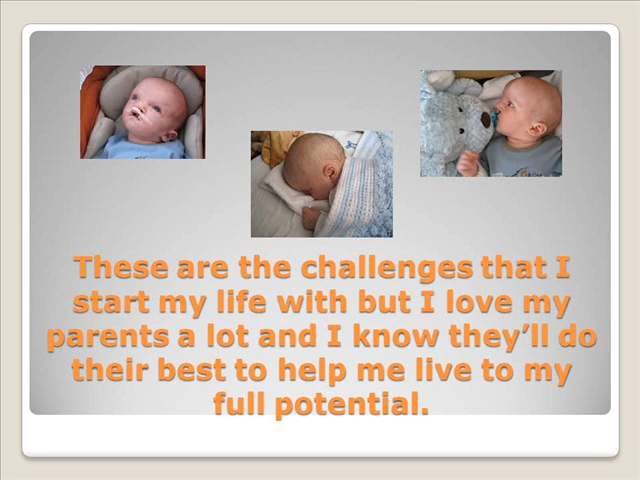 These are the challenges that I
start my life with but I love my
parents a lot and I know they’ll do
their best to help me live to my
full potential.